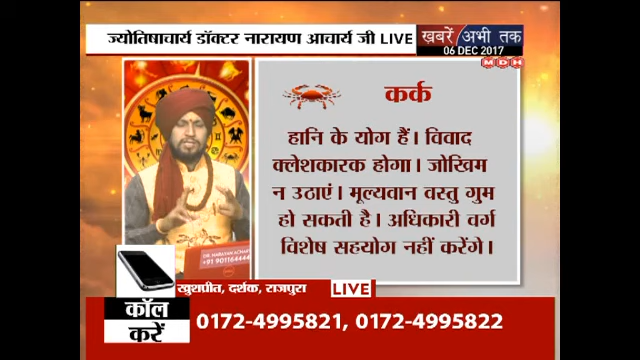 ज्योतिषाचार्य डॉक्टर नारायण आचार्य जी LIVE
ख़बरें अभी तक
06 DEC 2017
MDH
कर्क
हानि के योग हैं। विवाद
क्लेशकारक होगा। जोखिम
न उठाएं। मूल्यवान वस्तु गुम
हो सकती है। अधिकारी वर्ग
विशेष सहयोग नहीं करेंगे।
खुशप्रीत, दर्शक, राजपुरा
LIVE
कॉल
करें
0172-4995821, 0172-4995822